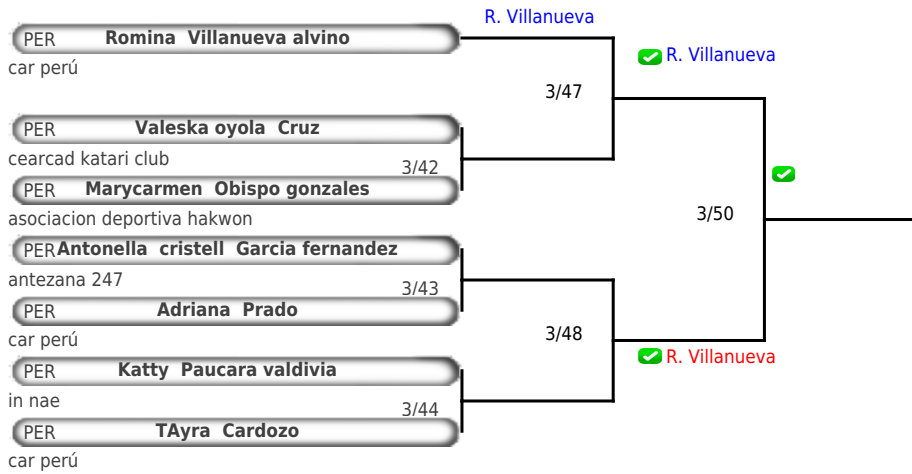 R. Villanueva
PER Romina Villanueva alvino
car perú
R. Villanueva
3/47
PER Valeska oyola Cruz
cearcad katari club
3/42
PER Marycarmen Obispo gonzales
asociacion deportiva hakwon
3/50
PER Antonella cristell Garcia fernandez
antezana 247
3/43
PER Adriana Prado
car perú
3/48
R. Villanueva
PER Katty Paucara valdivia
in nae
3/44
PER TAyra Cardozo
car perú